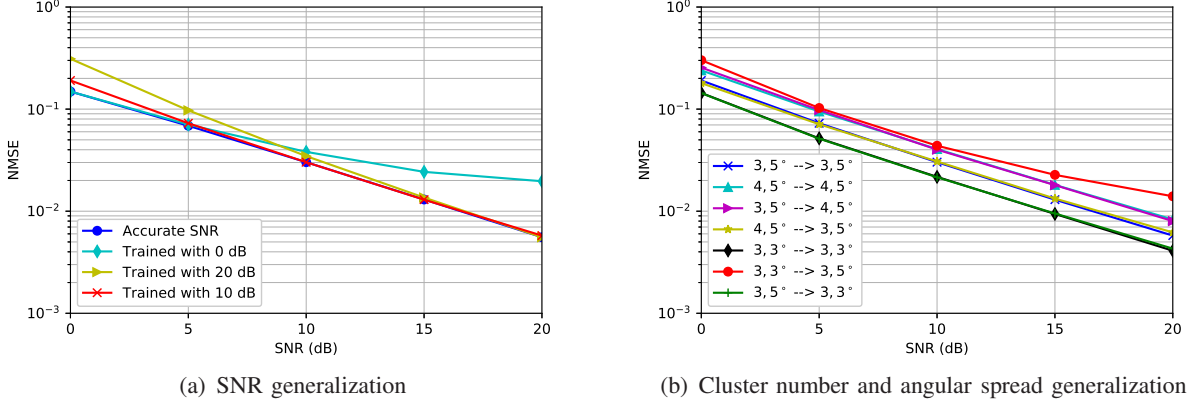 10⁰
10⁻¹
10⁻²
10⁻³
NMSE
0
5
10
15
20
SNR (dB)
Accurate SNR
Trained with 0 dB
Trained with 20 dB
Trained with 10 dB
(a) SNR generalization
10⁰
10⁻¹
10⁻²
10⁻³
NMSE
0
5
10
15
20
SNR (dB)
3, 5° --> 3, 5°
4, 5° --> 4, 5°
3, 5° --> 4, 5°
4, 5° --> 3, 5°
3, 3° --> 3, 3°
3, 3° --> 3, 5°
3, 5° --> 3, 3°
(b) Cluster number and angular spread generalization